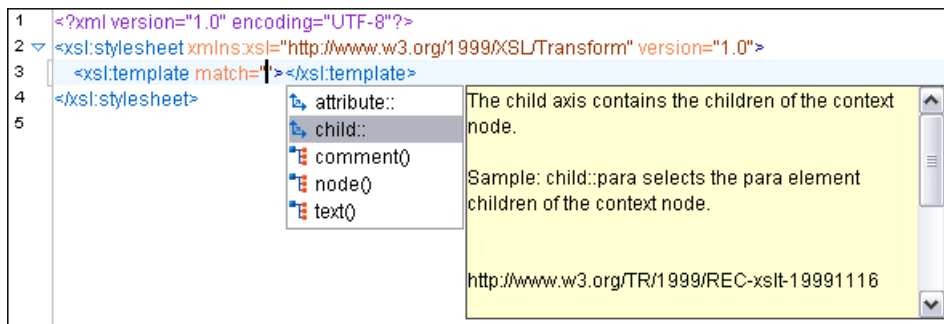 1 <?xml version="1.0" encoding="UTF-8"?>
2 <xsl:stylesheet xmlns:xsl="http://www.w3.org/1999/XSL/Transform" version="1.0">
3 <xsl:template match=""></xsl:template>
4 </xsl:stylesheet>
5
attribute::
child::
comment()
node()
text()
The child axis contains the children of the context
node.
Sample: child::para selects the para element
children of the context node.
http://www.w3.org/TR/1999/REC-xslt-19991116